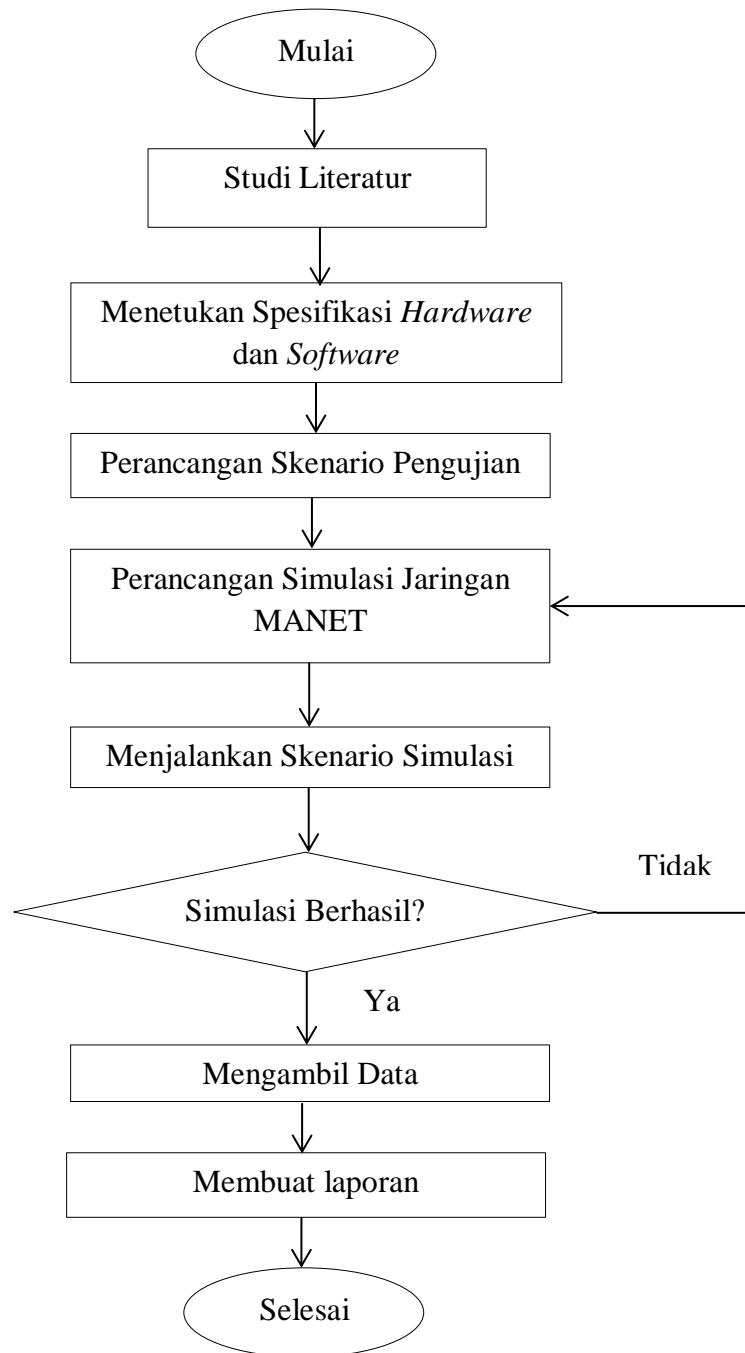 Mulai
Studi Literatur
Menetukan Spesifikasi Hardware
dan Software
Perancangan Skenario Pengujian
Perancangan Simulasi Jaringan
MANET
Menjalankan Skenario Simulasi
Tidak
Simulasi Berhasil?
Ya
Mengambil Data
Membuat laporan
Selesai